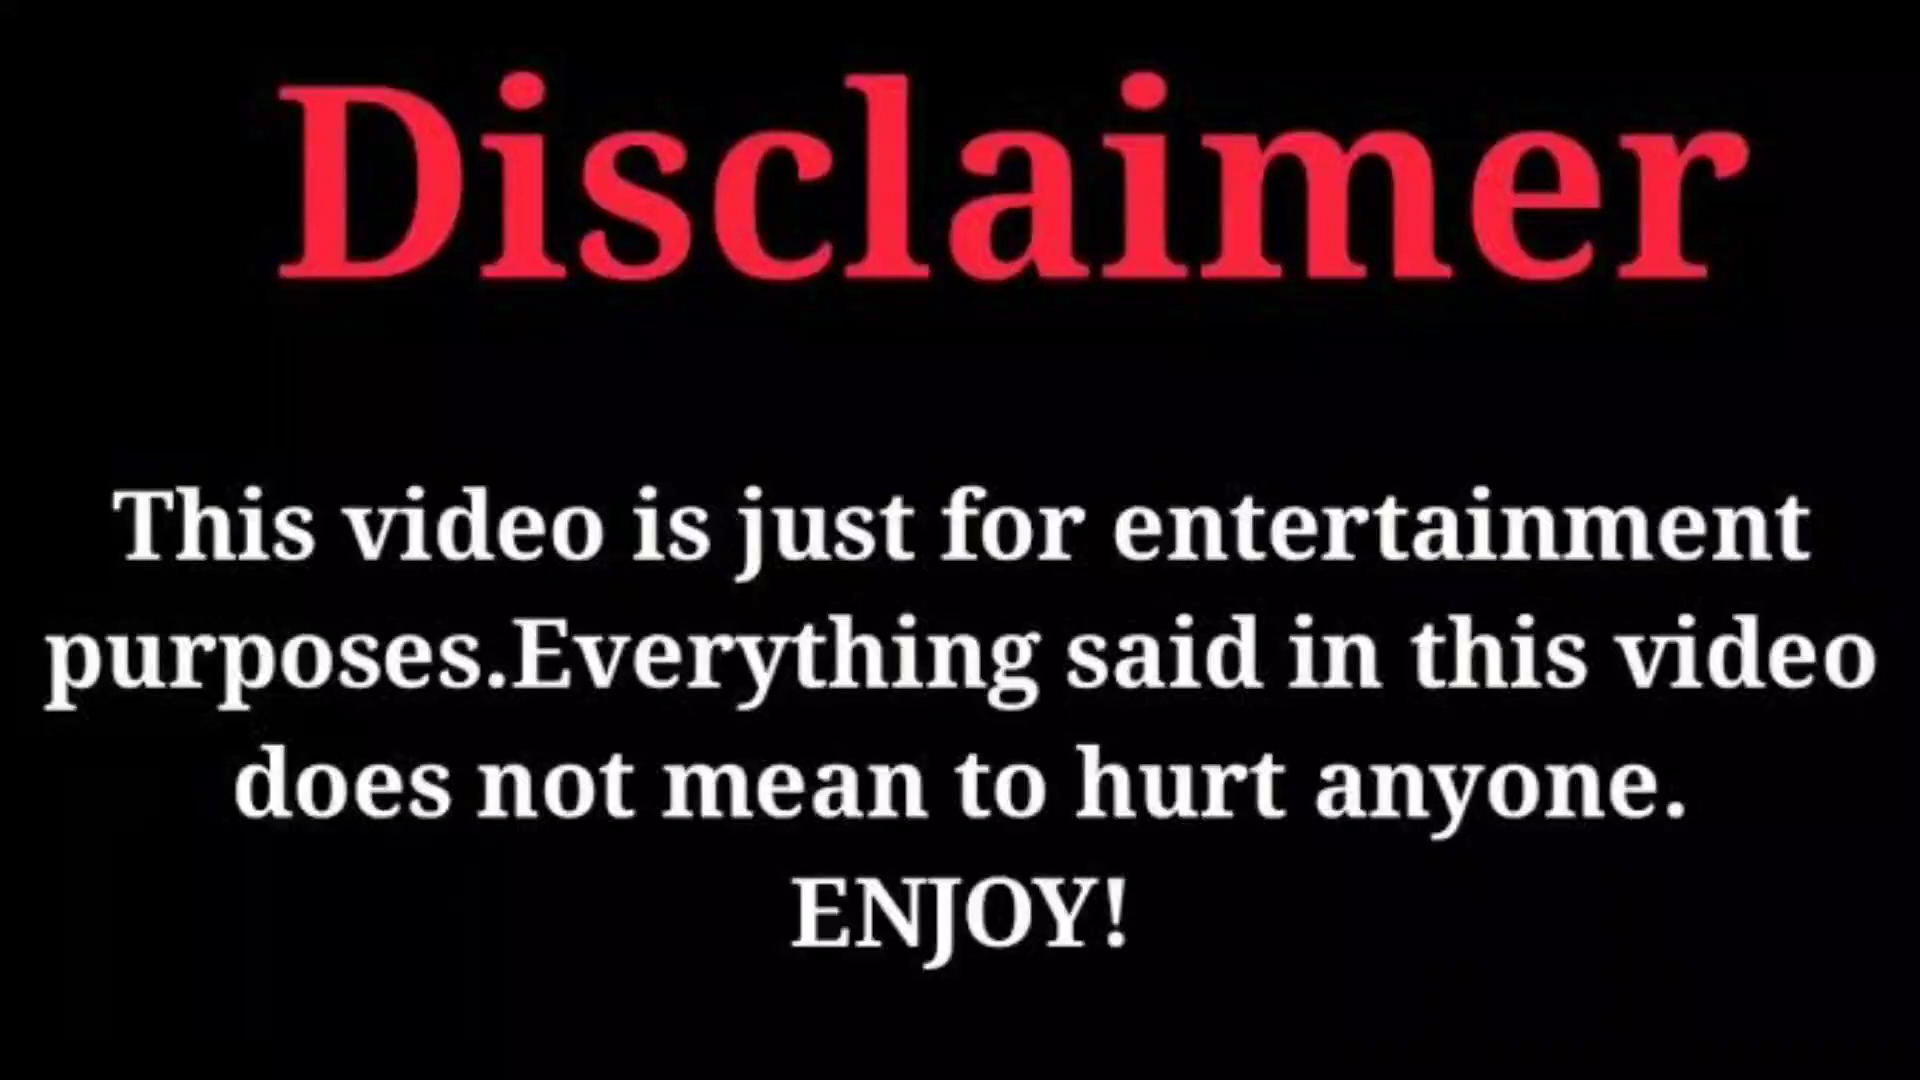 Disclaimer
This video is just for entertainment
purposes.Everything said in this video
does not mean to hurt anyone.
ENJOY!